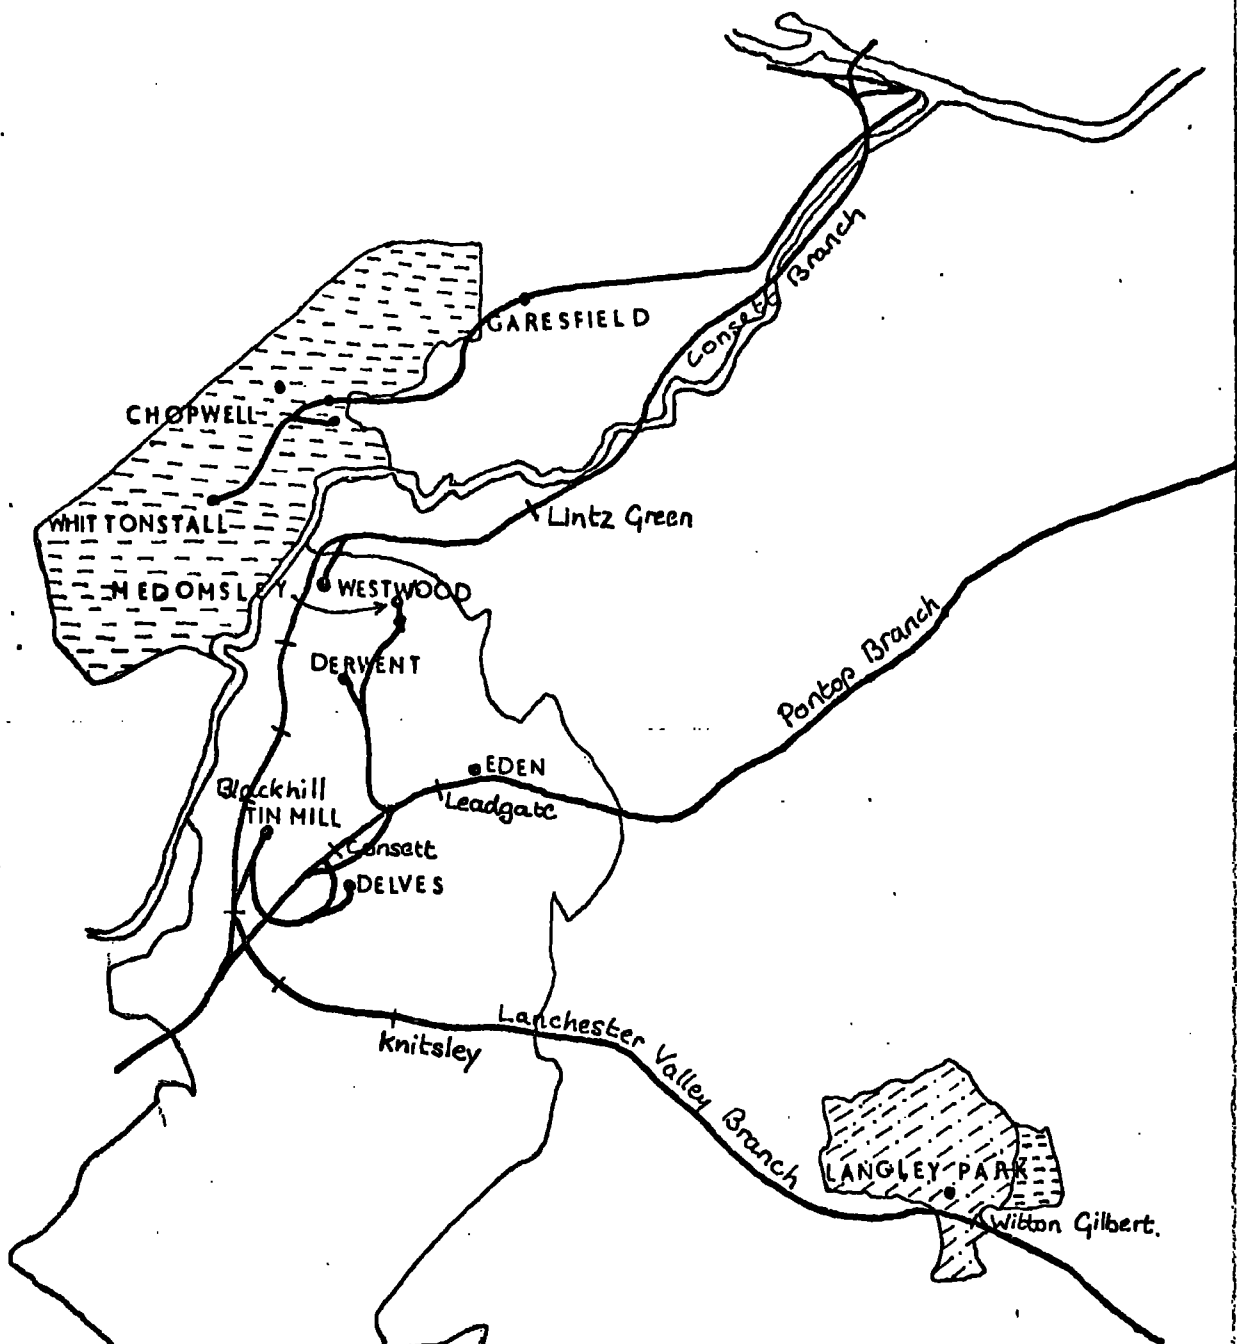 Consett Branch
GARESFIELD
CHOPWELL
WHITTONSTALL
Lintz Green
MEDOMSLEY
WESTWOOD
DERWENT
Pontop Branch
EDEN
Leadgate
Blackhill
TIN MILL
Consett
DELVES
Knitsley
Lanchester Valley Branch
LANGLEY PARK
Witton Gilbert.